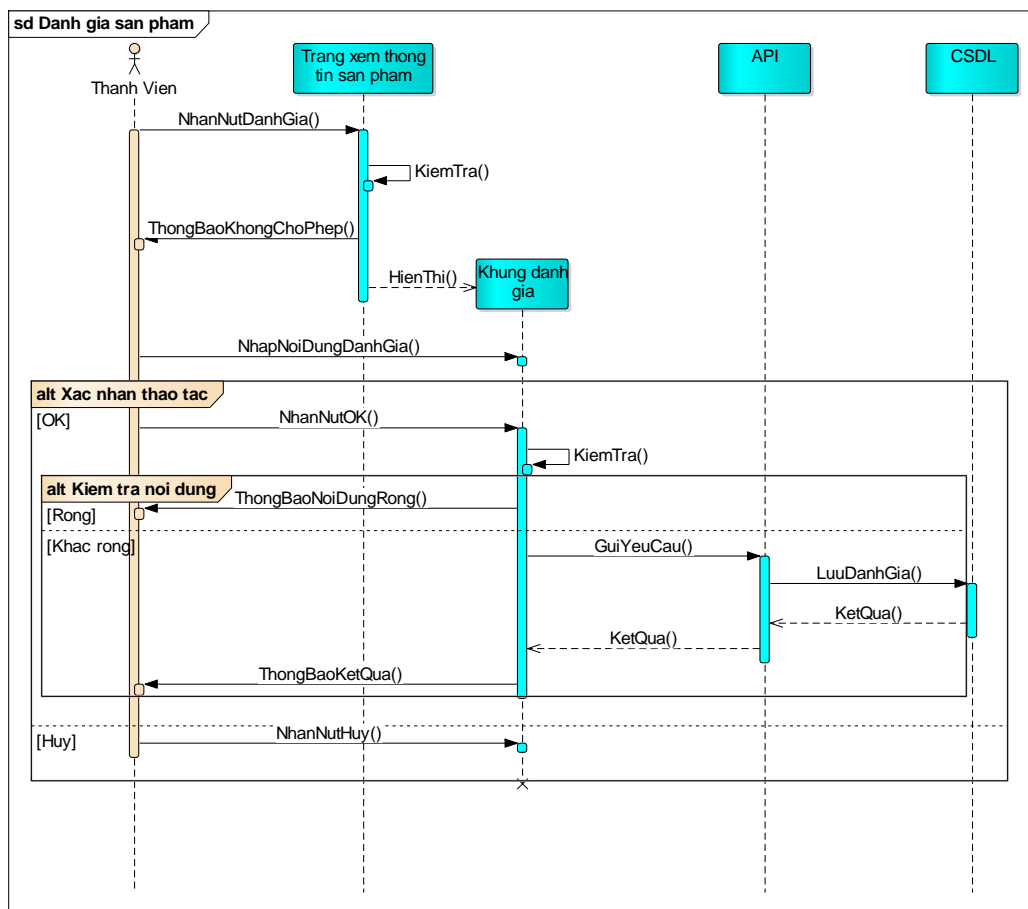 sd Danh gia san pham
Thanh Vien
Trang xem thong
tin san pham
API
CSDL
NhanNutDanhGia()
KiemTra()
ThongBaoKhongChoPhep()
HienThi()
Khung danh
gia
NhapNoiDungDanhGia()
alt Xac nhan thao tac
[OK]
NhanNutOK()
KiemTra()
alt Kiem tra noi dung
ThongBaoNoiDungRong()
[Rong]
[Khac rong]
GuiYeuCau()
LuuDanhGia()
KetQua()
KetQua()
ThongBaoKetQua()
[Huy]
NhanNutHuy()